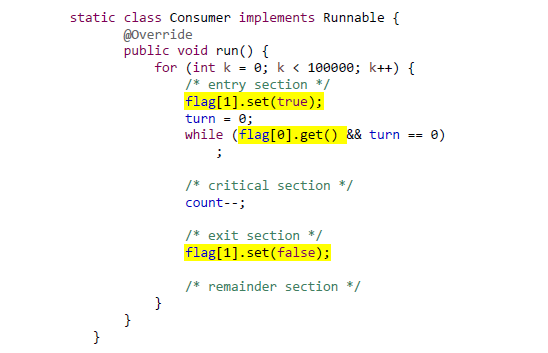 static class Consumer implements Runnable {
@Override
public void run() {
for (int k = 0; k < 100000; k++) {
/* entry section */
flag[1].set(true);
turn = 0;
while (flag[0].get() && turn == 0)
;
/* critical section */
count--;
/* exit section */
flag[1].set(false);
/* remainder section */
}
}
}